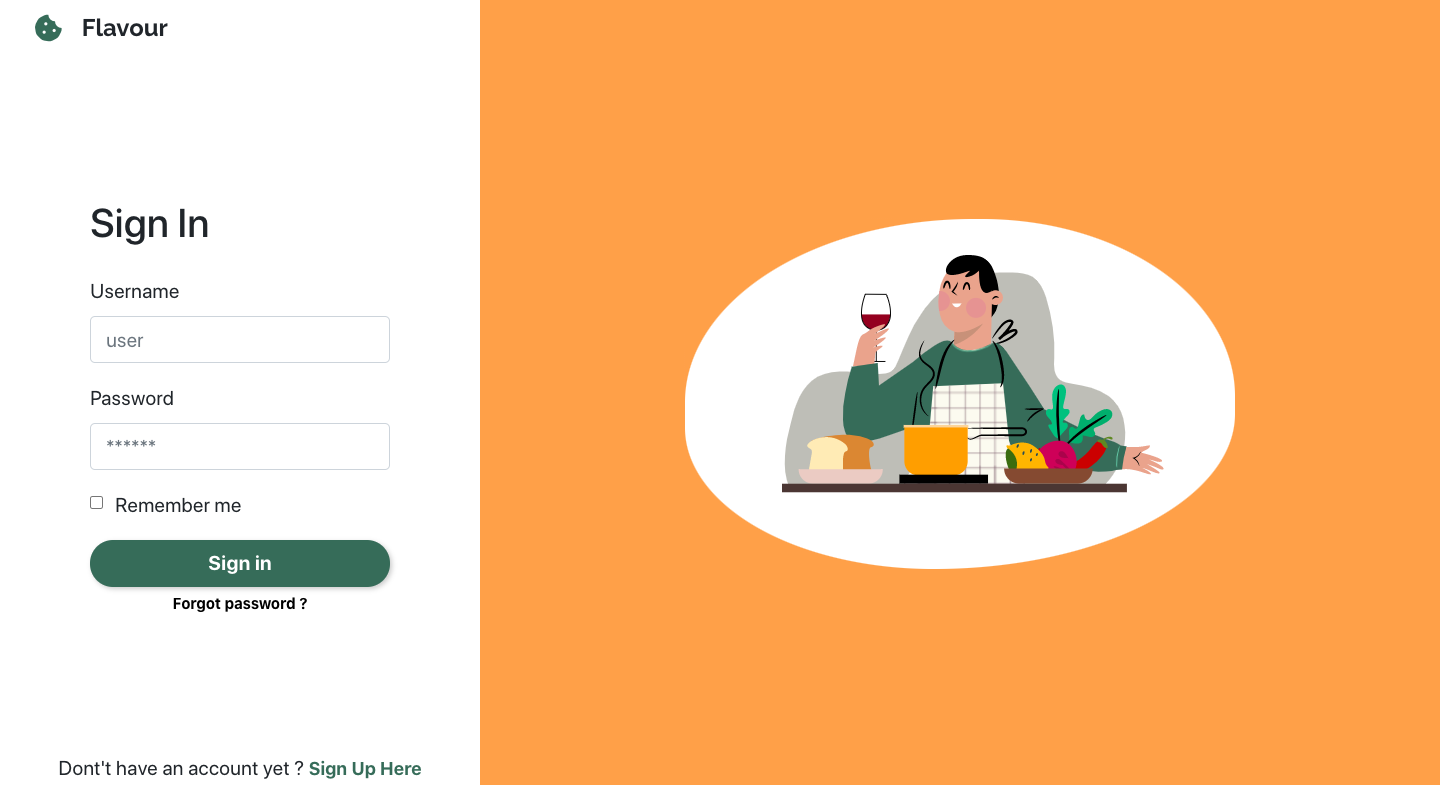 Flavour
Sign In
Username
user
Password
******
Remember me
Sign in
Forgot password ?
Dont't have an account yet ? Sign Up Here